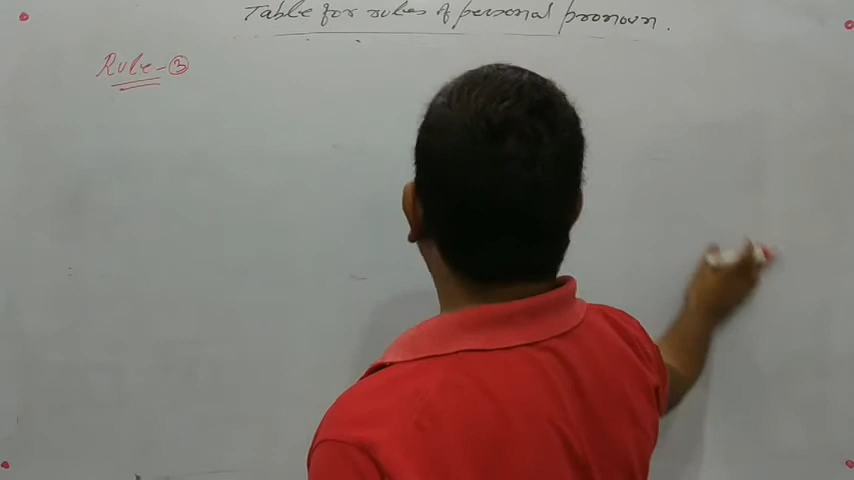 Table for rules of personal pronoun.
Rule-③